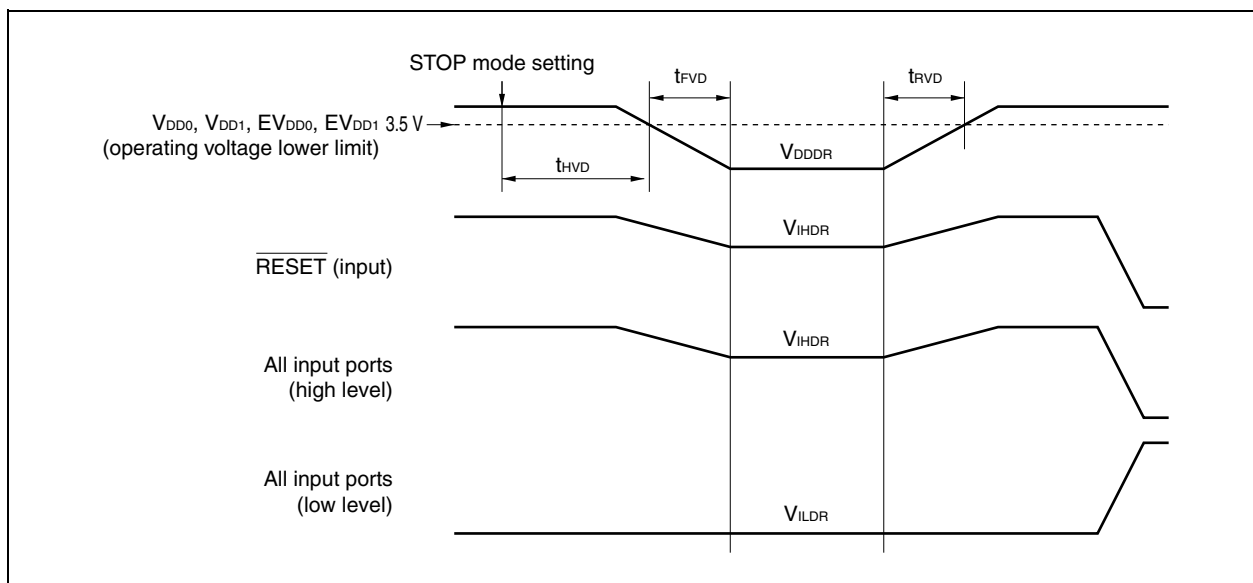 STOP mode setting
tFVD
tRVD
VDD0, VDD1, EVDD0, EVDD1 3.5 V
(operating voltage lower limit)
VDDDR
tHVD
VIHDR
RESET (input)
VIHDR
All input ports
(high level)
All input ports
(low level)
VILDR